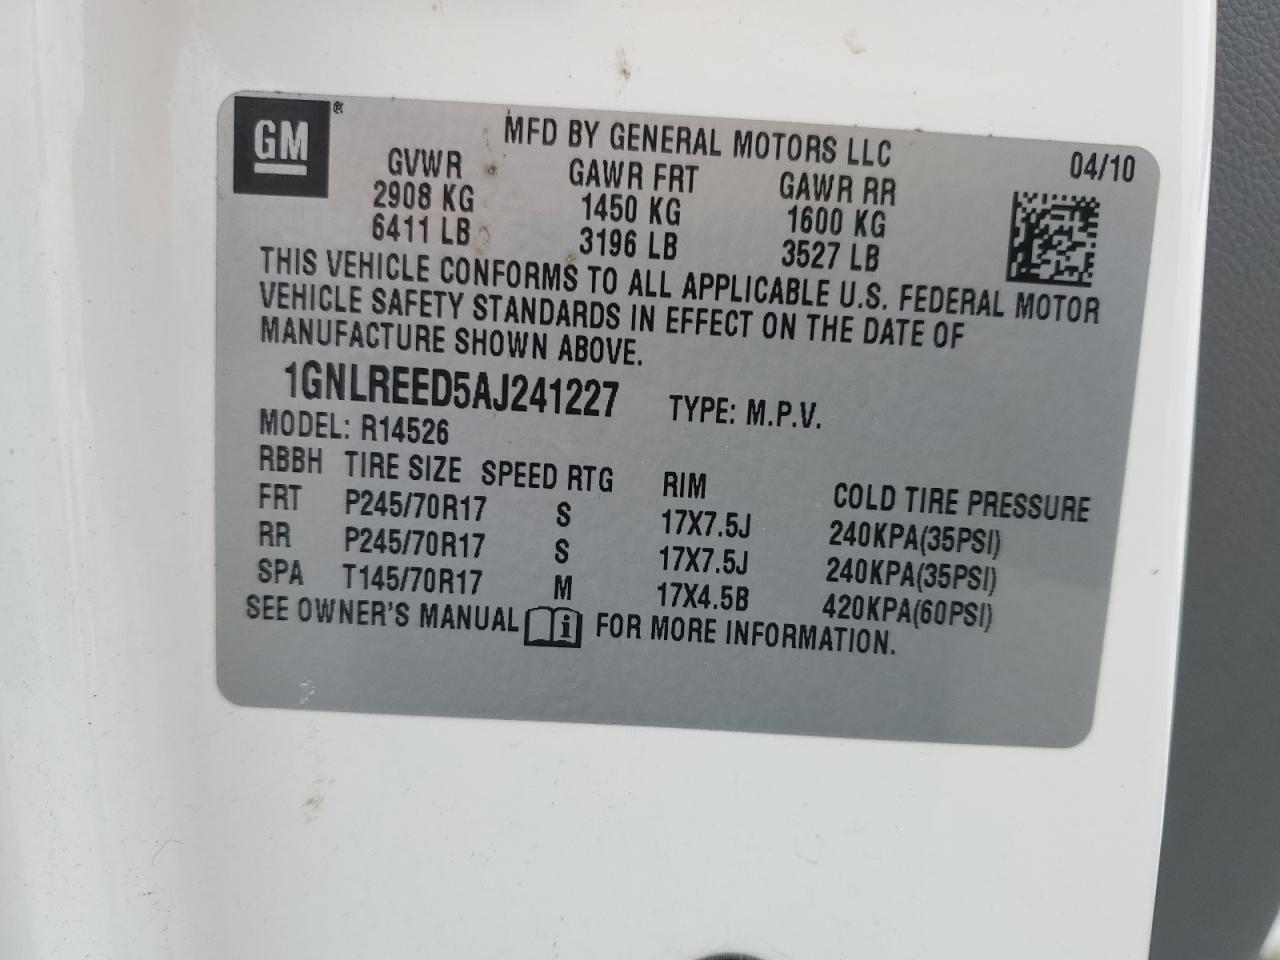 GM ®
MFD BY GENERAL MOTORS LLC 04/10
GVWR GAWR FRT GAWR RR
2908 KG 1450 KG 1600 KG
6411 LB 3196 LB 3527 LB
THIS VEHICLE CONFORMS TO ALL APPLICABLE U.S. FEDERAL MOTOR
VEHICLE SAFETY STANDARDS IN EFFECT ON THE DATE OF
MANUFACTURE SHOWN ABOVE.
1GNLREED5AJ241227 TYPE: M.P.V.
MODEL: R14526
RBBH TIRE SIZE SPEED RTG RIM COLD TIRE PRESSURE
FRT P245/70R17 S 17X7.5J 240KPA(35PSI)
RR P245/70R17 S 17X7.5J 240KPA(35PSI)
SPA T145/70R17 M 17X4.5B 420KPA(60PSI)
SEE OWNER'S MANUAL i FOR MORE INFORMATION.